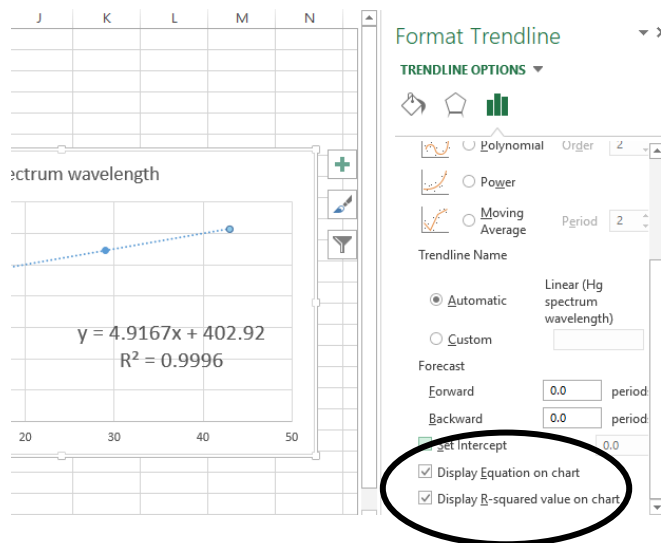 J K L M N
Format Trendline
TRENDLINE OPTIONS
Polynomial Order 2
Power
Moving Average Period 2
Trendline Name
Automatic Linear (Hg spectrum wavelength)
Custom
Forecast
Forward 0.0 period
Backward 0.0 period
Set Intercept 0.0
Display Equation on chart
Display R-squared value on chart
ectrum wavelength
y = 4.9167x + 402.92
R² = 0.9996
20 30 40 50